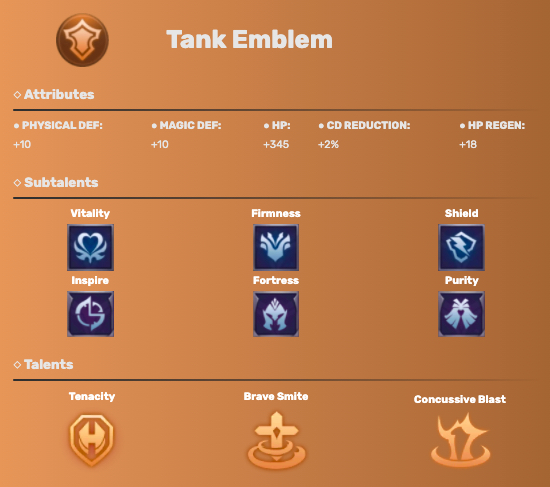 Tank Emblem
◇ Attributes
• PHYSICAL DEF: • MAGIC DEF: • HP: • CD REDUCTION: • HP REGEN:
+10 +10 +345 +2% +18
◇ Subtalents
Vitality Firmness Shield
Inspire Fortress Purity
◇ Talents
Tenacity Brave Smite Concussive Blast